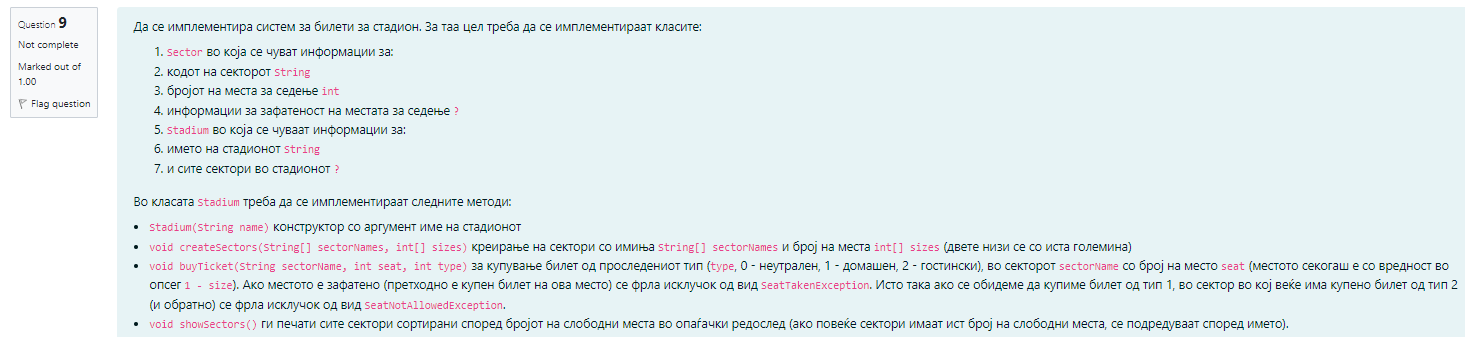 Question 9
Not complete
Marked out of
1.00
Flag question
Да се имплементира систем за билети за стадион. За таа цел треба да се имплементираат класите:
1. Sector во која се чуват информации за:
2. кодот на секторот String
3. бројот на места за седење int
4. информации за зафатеност на местата за седење ?
5. Stadium во која се чуваат информации за:
6. името на стадионот String
7. и сите сектори во стадионот ?
Во класата Stadium треба да се имплементираат следните методи:
• Stadium(String name) конструктор со аргумент име на стадионот
• void createSectors(String[] sectorNames, int[] sizes) креирање на сектори со имиња String[] sectorNames и број на места int[] sizes (двете низи се со иста големина)
• void buyTicket(String sectorName, int seat, int type) за купување билет од проследениот тип (type, 0 - неутрален, 1 - домашен, 2 - гостински), во секторот sectorName со број на место seat (местото секогаш е со вредност во
опсег 1 - size). Ако местото е зафатено (претходно е купен билет на ова место) се фрла исклучок од вид SeatTakenException. Исто така ако се обидеме да купиме билет од тип 1, во сектор во кој веќе има купено билет од тип 2
(и обратно) се фрла исклучок од вид SeatNotAllowedException.
• void showSectors() ги печати сите сектори сортирани според бројот на слободни места во опаѓачки редослед (ако повеќе сектори имаат ист број на слободни места, се подредуваат според името).